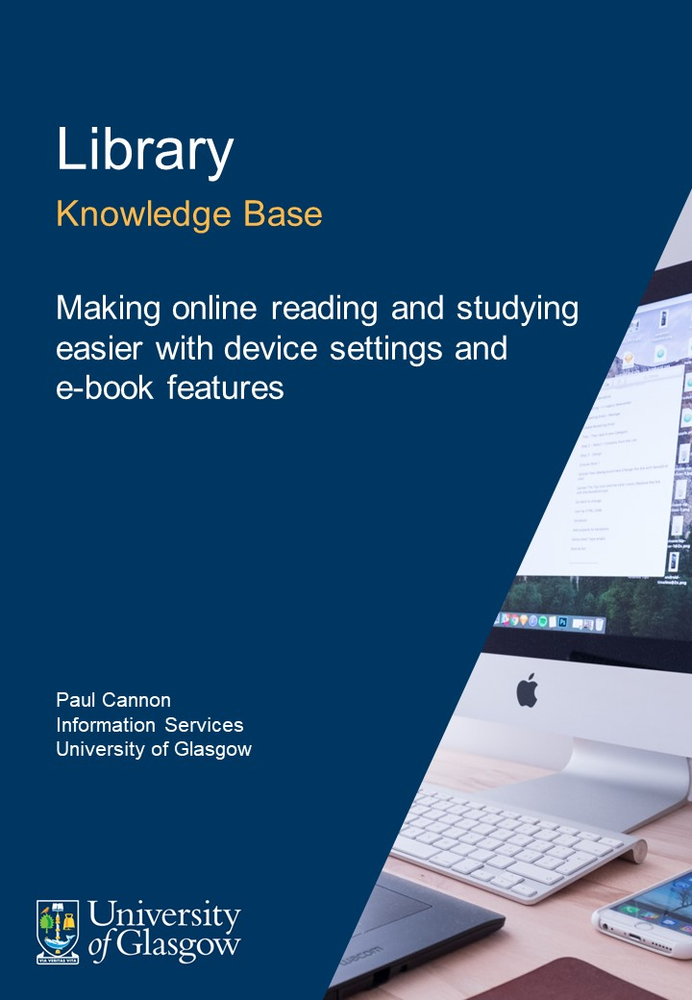 Library
Knowledge Base
Making online reading and studying
easier with device settings and
e-book features
Paul Cannon
Information Services
University of Glasgow
University
of Glasgow
VIA VERITAS VITA
wacom